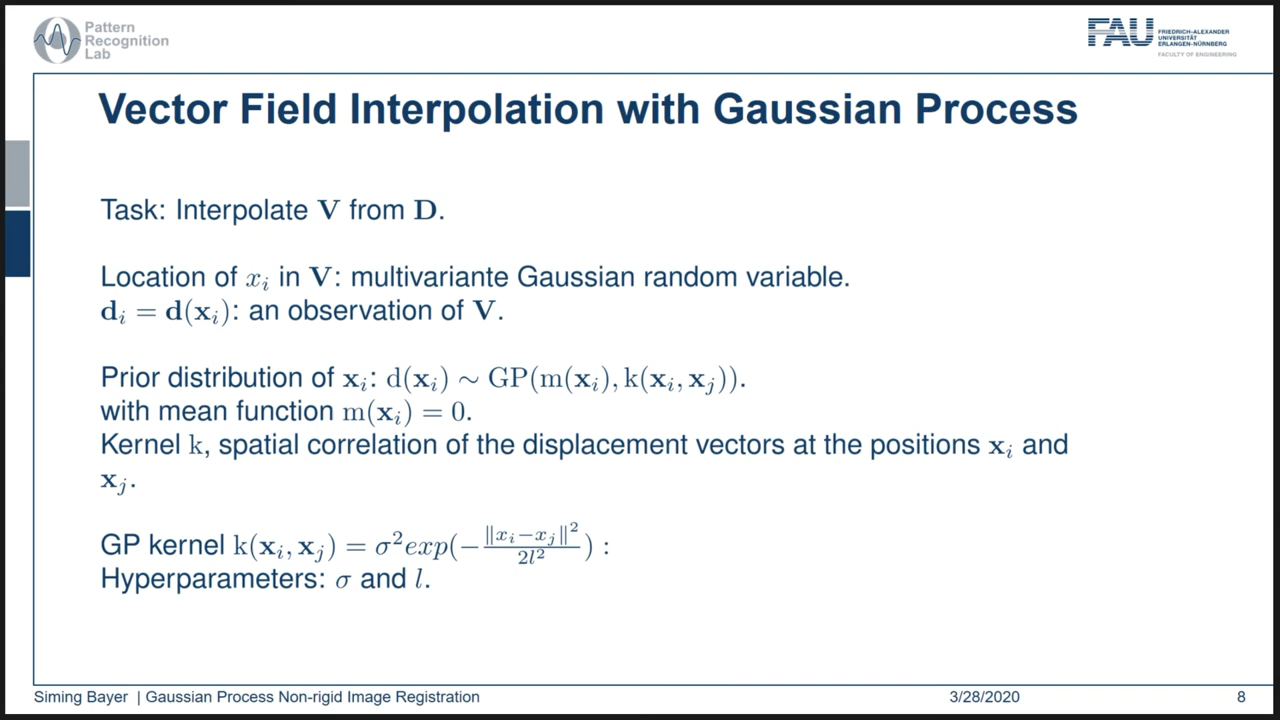 Pattern
Recognition
Lab
FAU
FRIEDRICH-ALEXANDER
UNIVERSITÄT
ERLANGEN-NÜRNBERG
FACULTY OF ENGINEERING
Vector Field Interpolation with Gaussian Process
Task: Interpolate V from D.
Location of x_i in V: multivariante Gaussian random variable.
d_i = d(x_i): an observation of V.
Prior distribution of x_i: d(x_i) ∼ GP(m(x_i), k(x_i, x_j)).
with mean function m(x_i) = 0.
Kernel k, spatial correlation of the displacement vectors at the positions x_i and
x_j.
GP kernel k(x_i, x_j) = σ²exp(−‖x_i−x_j‖²/2l²) :
Hyperparameters: σ and l.
Siming Bayer | Gaussian Process Non-rigid Image Registration
3/28/2020
8